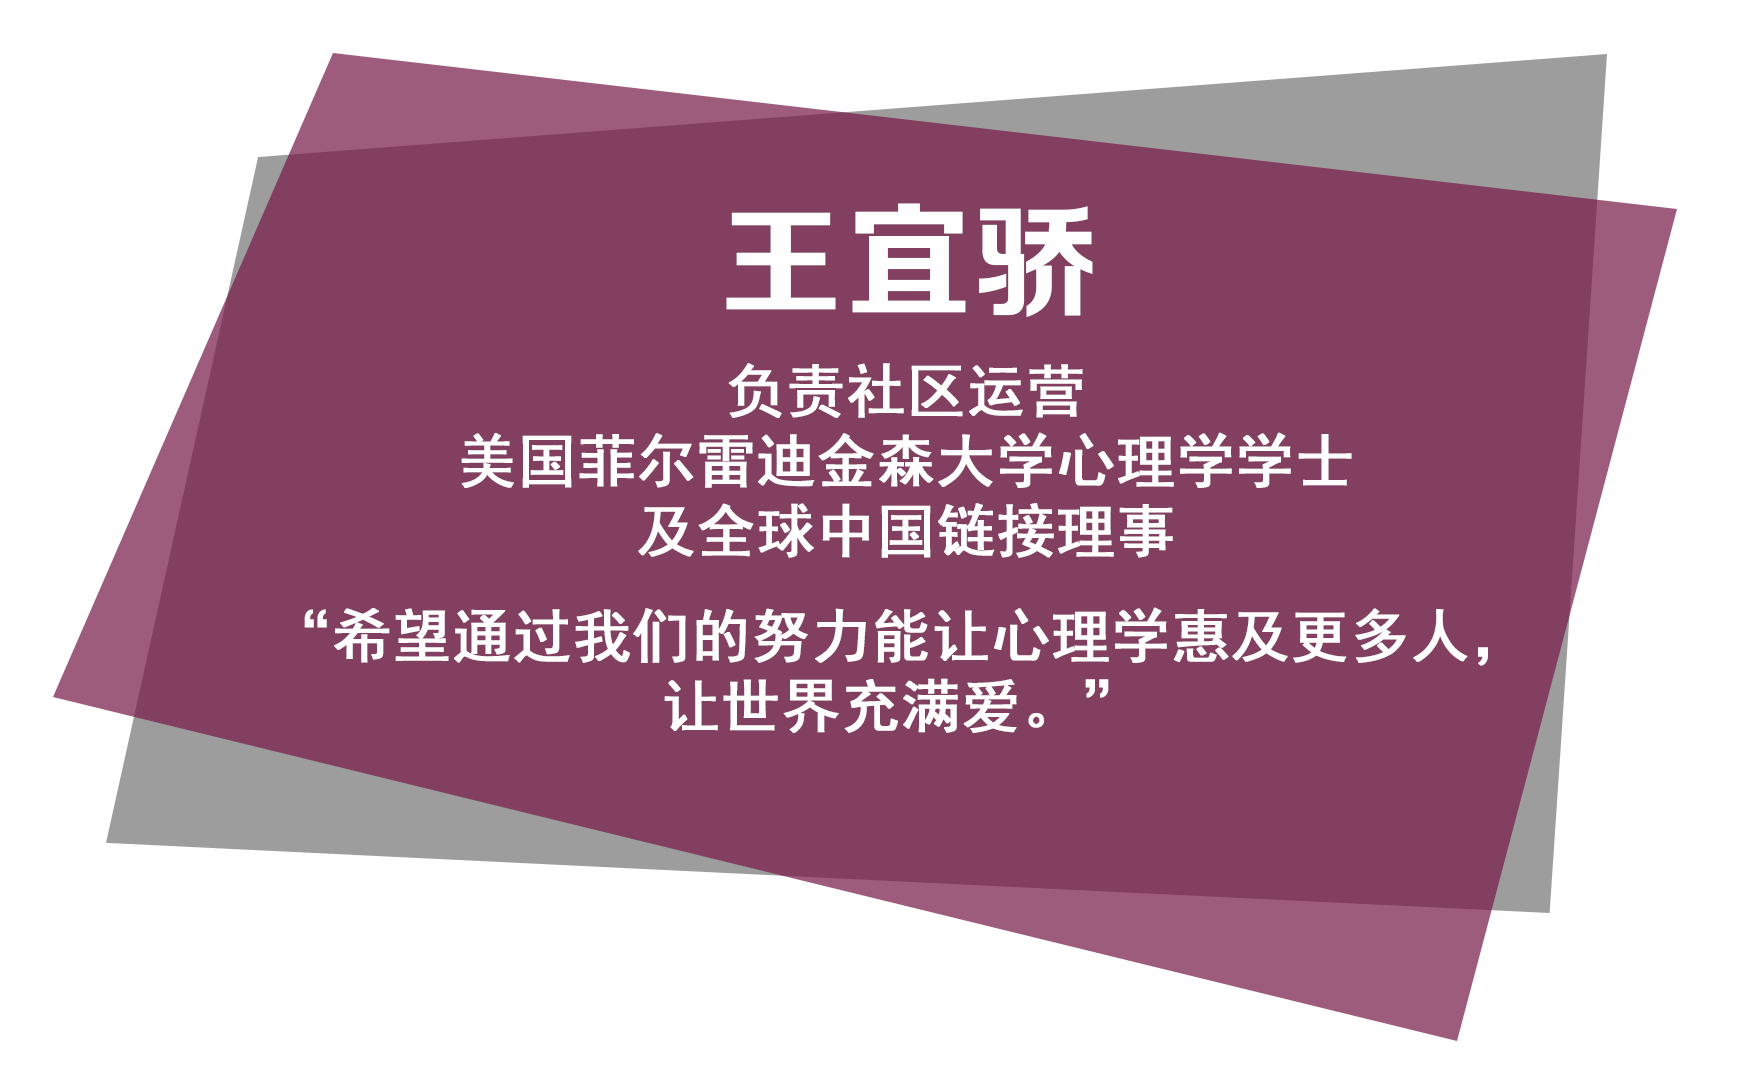 王宜骄
负责社区运营
美国菲尔雷迪金森大学心理学学士
及全球中国链接理事
“希望通过我们的努力能让心理学惠及更多人，
让世界充满爱。”